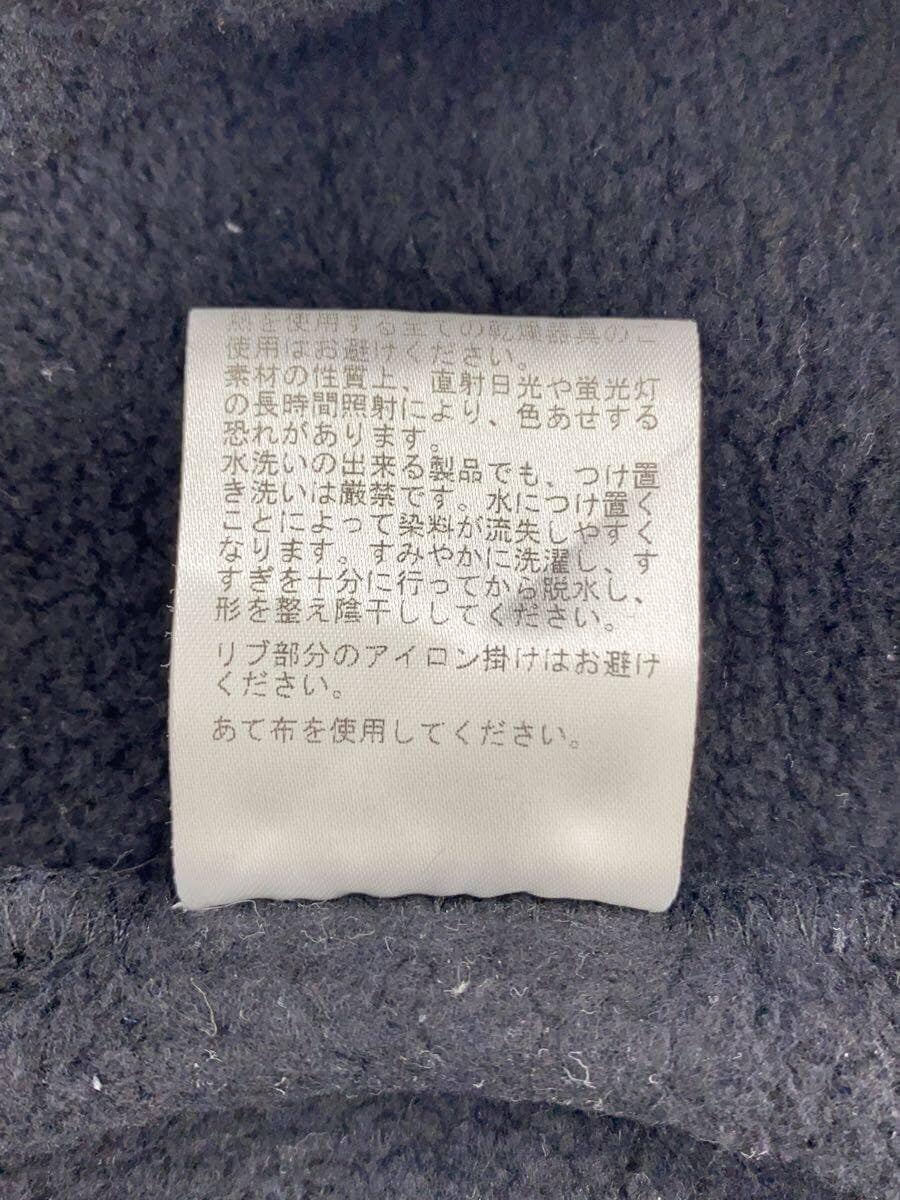 熱を使用する全ての乾燥器具のご
使用はお避けください。
素材の性質上、直射日光や蛍光灯
の長時間照射により、色あせする
恐れがあります。
水洗いの出来る製品でも、つけ置
き洗いは厳禁です。水につけ置く
ことによって染料が流失しやすく
なります。すみやかに洗濯し、す
すぎを十分に行ってから脱水し、
形を整え陰干ししてください。
リブ部分のアイロン掛けはお避け
ください。
あて布を使用してください。